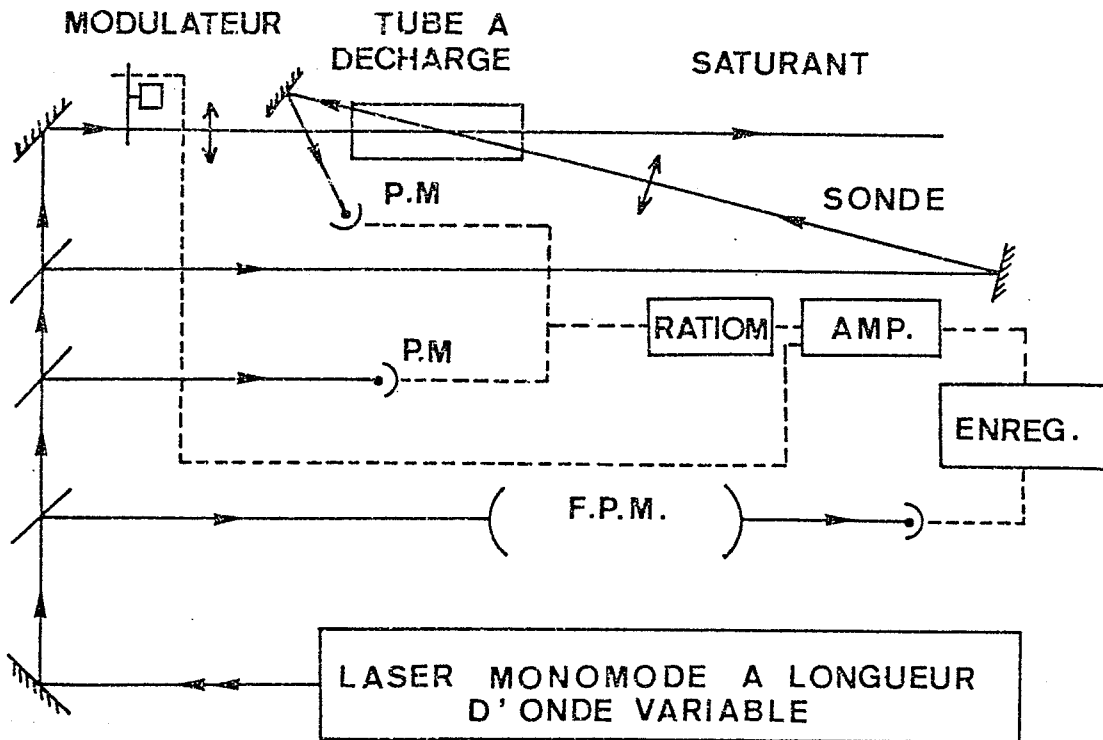 MODULATEUR
TUBE A
DECHARGE
SATURANT
P.M
SONDE
P.M
RATIOM
AMP.
ENREG.
F.P.M.
LASER MONOMODE A LONGUEUR
D'ONDE VARIABLE